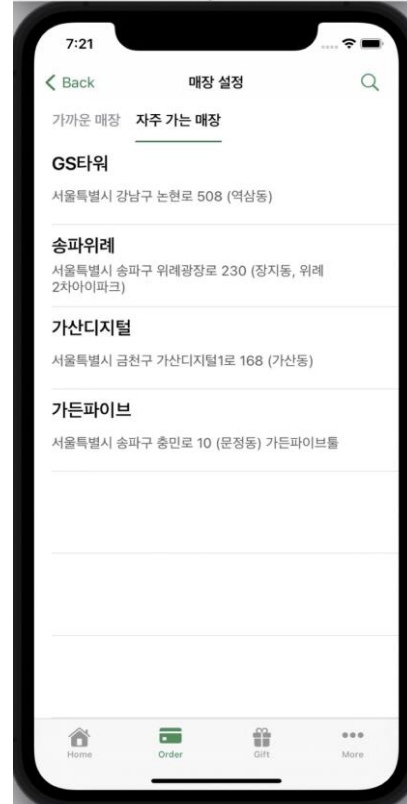 7:21
Back
매장 설정
가까운 매장 자주 가는 매장
GS타워
서울특별시 강남구 논현로 508 (역삼동)
송파위례
서울특별시 송파구 위례광장로 230 (장지동, 위례
2차아이파크)
가산디지털
서울특별시 금천구 가산디지털1로 168 (가산동)
가든파이브
서울특별시 송파구 충민로 10 (문정동) 가든파이브툴
Home Order Gift More